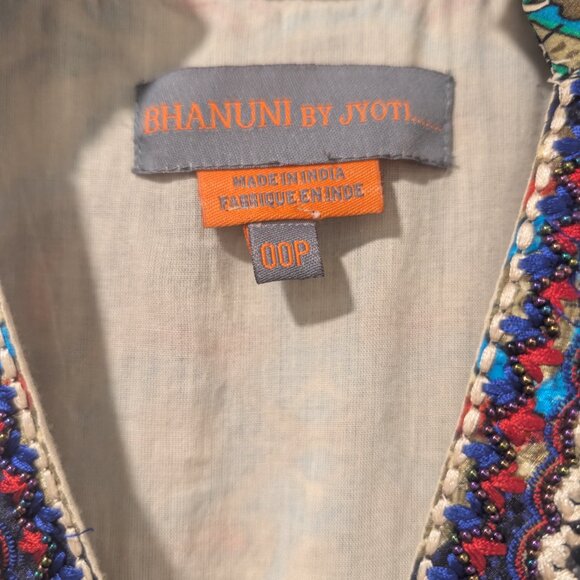 BHANUNI BY JYOTI......
MADE IN INDIA
FABRIQUE EN INDE
00P